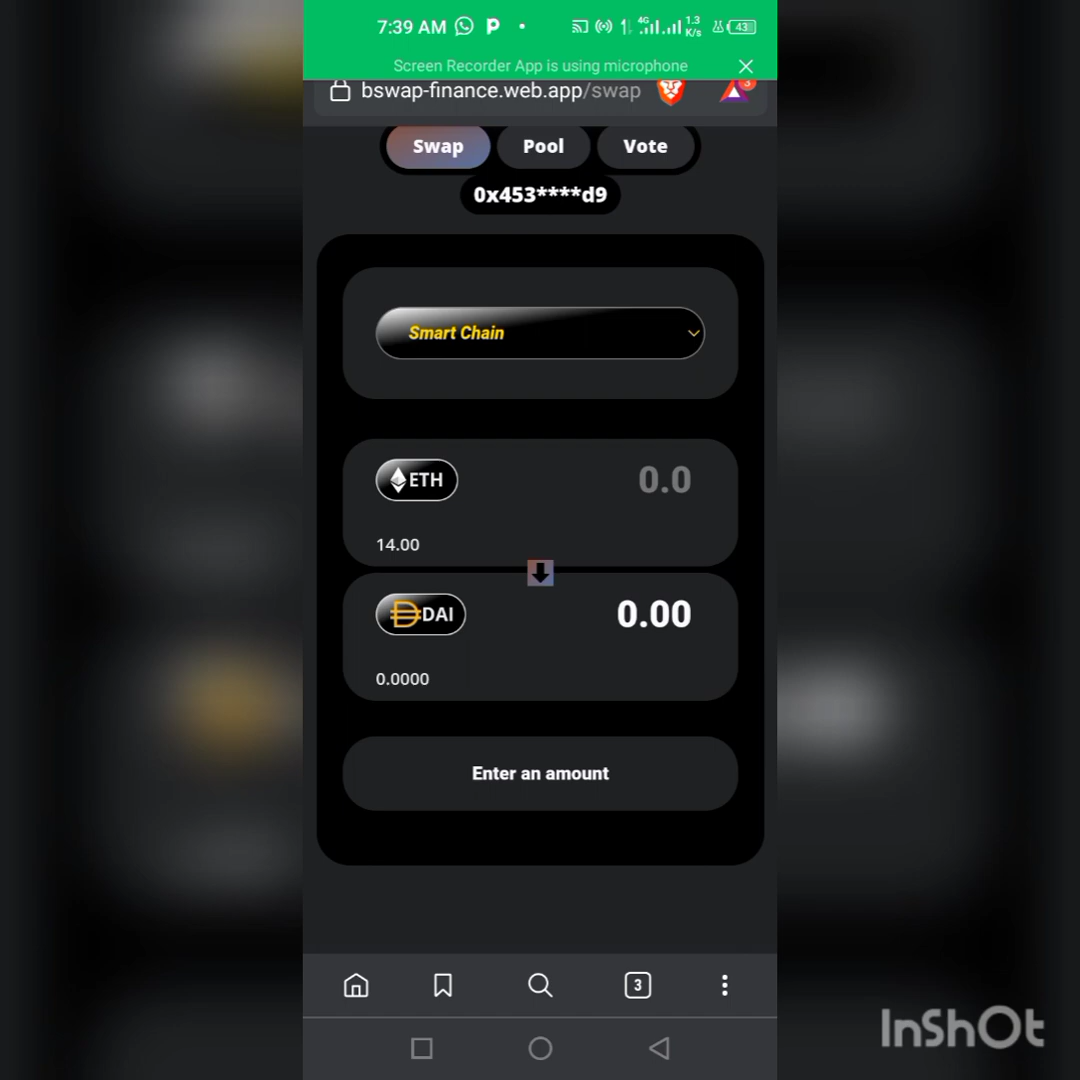 7:39 AM
4G 1.3 K/s 43
Screen Recorder App is using microphone
bswap-finance.web.app/swap 3
Swap Pool Vote
0x453****d9
Smart Chain
ETH 0.0
14.00
DAI 0.00
0.0000
Enter an amount
3
InShOt